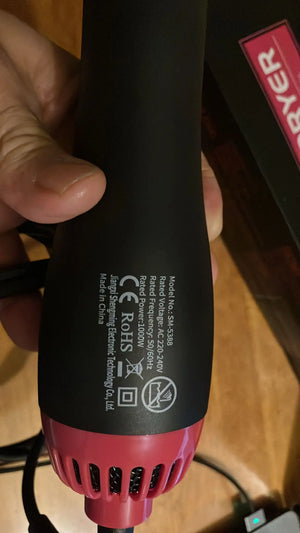 RYER
Model No.: SM-5388
Rated Voltage: AC 220-240V
Rated Frequency: 50/60Hz
Rated Power:1000W
CE RoHS
Jiangxi Shengming Electronic Technology Co., Ltd.
Made in China